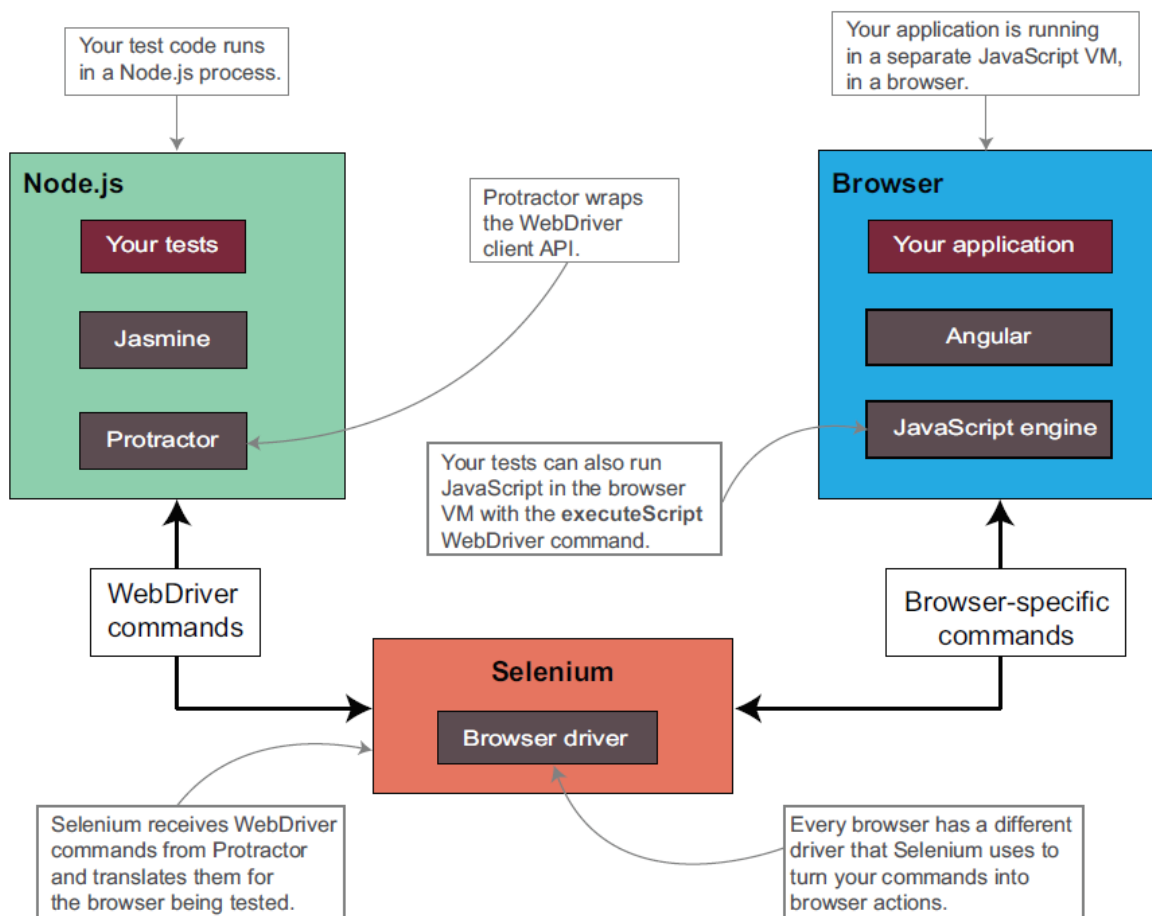 Your test code runs
in a Node.js process.
Your application is running
in a separate JavaScript VM,
in a browser.
Node.js
Your tests
Jasmine
Protractor
Protractor wraps
the WebDriver
client API.
Browser
Your application
Angular
JavaScript engine
Your tests can also run
JavaScript in the browser
VM with the executeScript
WebDriver command.
WebDriver
commands
Browser-specific
commands
Selenium
Browser driver
Selenium receives WebDriver
commands from Protractor
and translates them for
the browser being tested.
Every browser has a different
driver that Selenium uses to
turn your commands into
browser actions.